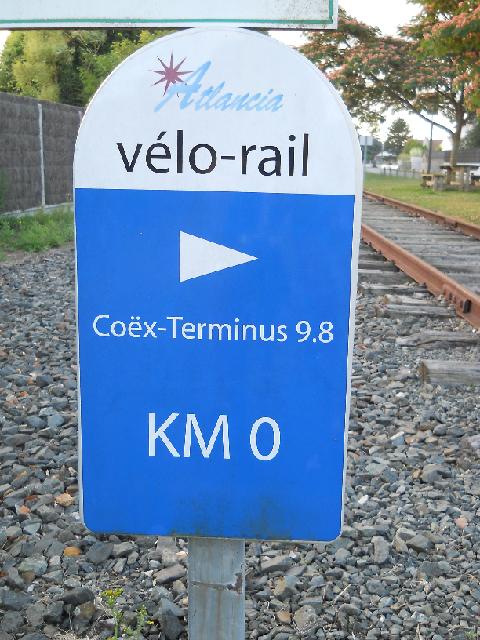 Atlancia
vélo-rail
Coëx-Terminus 9.8
KM 0